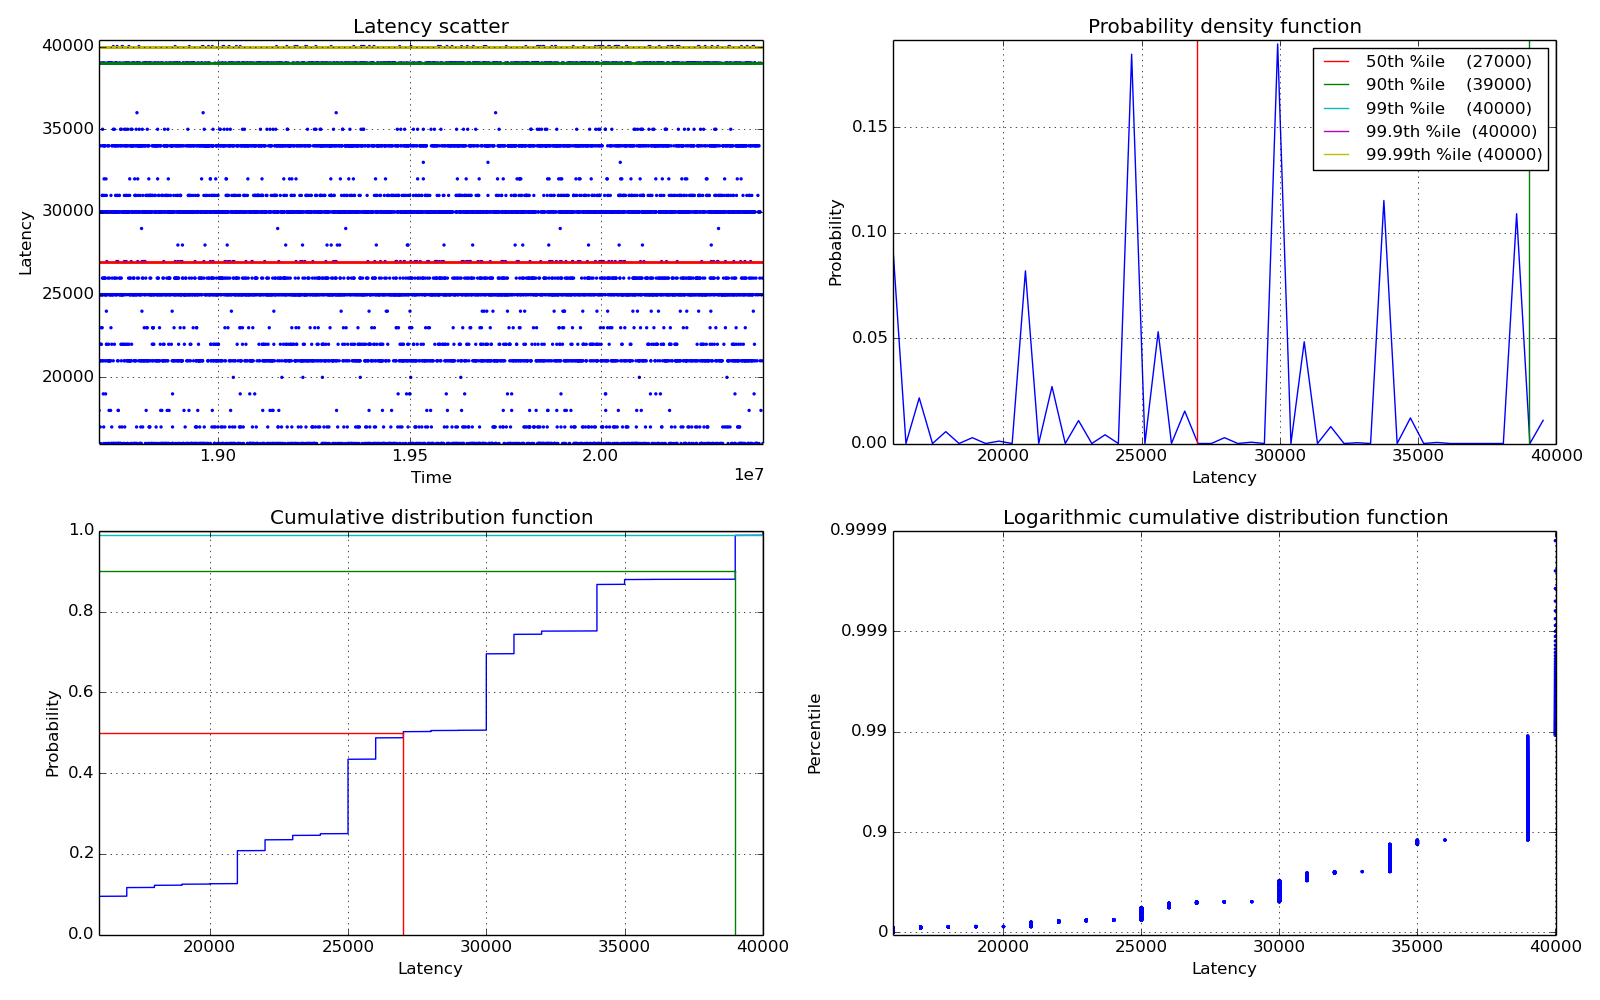 Latency scatter
40000
35000
30000
25000
20000
Latency
1.90
1.95
2.00
1e7
Time
Probability density function
50th %ile (27000)
90th %ile (39000)
99th %ile (40000)
99.9th %ile (40000)
99.99th %ile (40000)
0.15
0.10
0.05
0.00
Probability
20000
25000
30000
35000
40000
Latency
Cumulative distribution function
1.0
0.8
0.6
0.4
0.2
0.0
Probability
20000
25000
30000
35000
40000
Latency
Logarithmic cumulative distribution function
0.9999
0.999
0.99
0.9
0
Percentile
20000
25000
30000
35000
40000
Latency